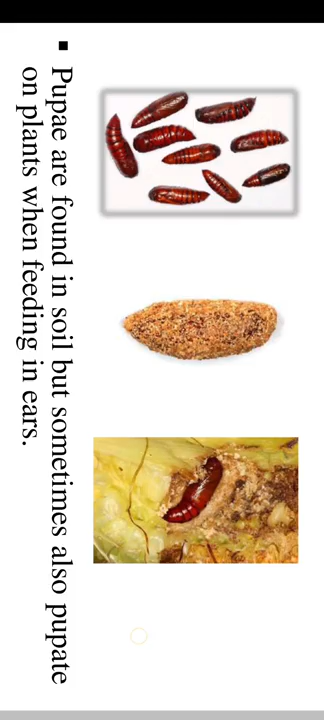 ▪ Pupae are found in soil but sometimes also pupate
on plants when feeding in ears.